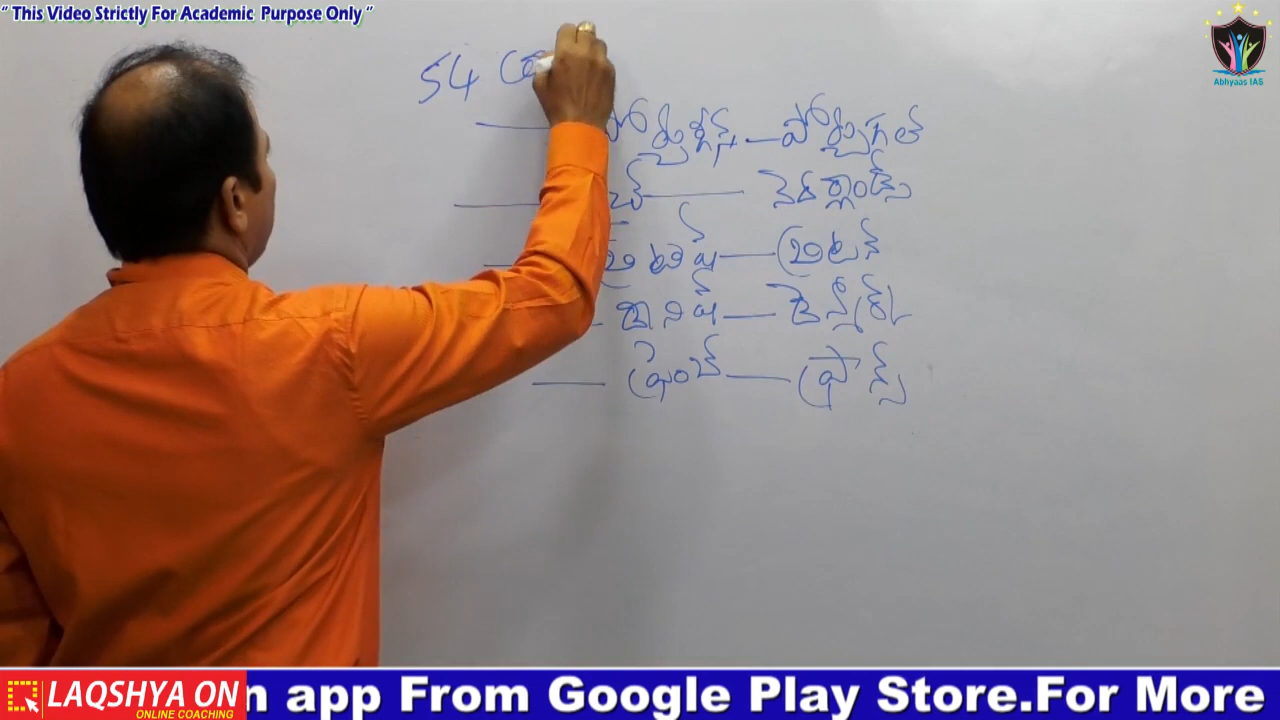 " This Video Strictly For Academic Purpose Only "
Abhyaas IAS
54
పోర్చుగీస్ — పోర్చుగల్
నెదర్లాండ్స్
బ్రిటిష్ — బ్రిటన్
డానిష్ — డెన్మార్క్
ఫ్రెంచ్ — ఫ్రాన్స్
LAQSHYA ON
ONLINE COACHING
n app From Google Play Store.For More